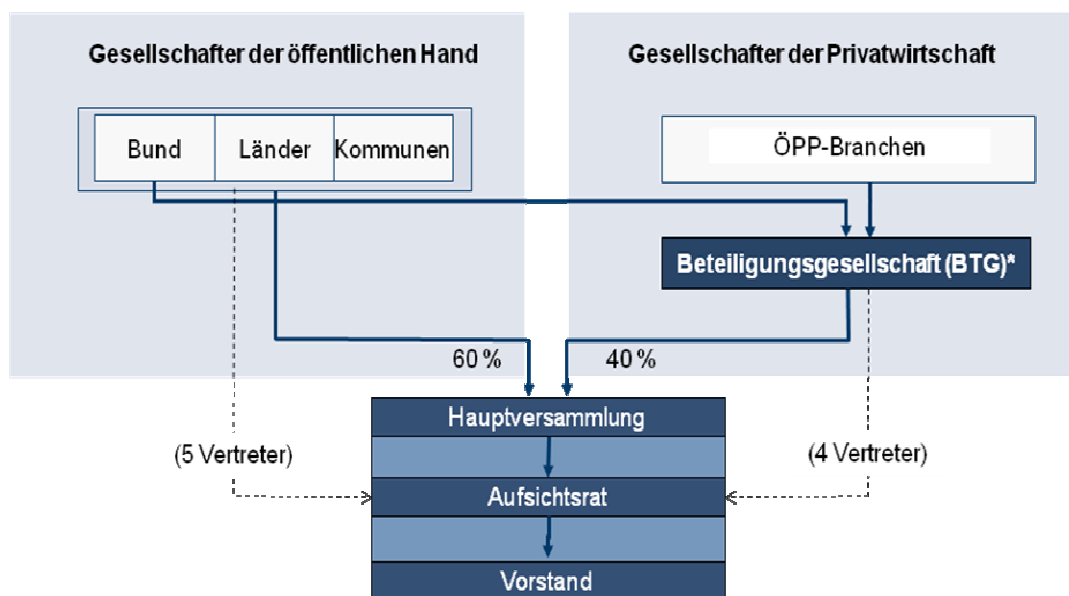 Gesellschafter der öffentlichen Hand
Gesellschafter der Privatwirtschaft
Bund
Länder
Kommunen
ÖPP-Branchen
Beteiligungsgesellschaft (BTG)*
60 %
40 %
Hauptversammlung
(5 Vertreter)
(4 Vertreter)
Aufsichtsrat
Vorstand